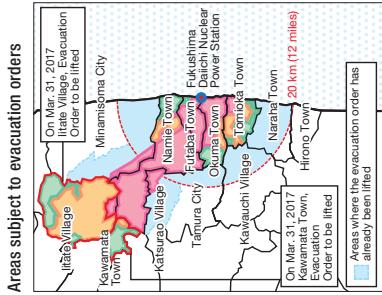 Areas subject to evacuation orders
On Mar. 31, 2017
Iitate Village, Evacuation
Order to be lifted
Minamisoma City
Iitate Village
Kawamata
Town
Namie Town
Fukushima
Daiichi Nuclear
Power Station
Futaba Town
Katsurao Village
Okuma Town
Tamura City
Tomioka Town
Kawauchi Village
Naraha Town
20 km (12 miles)
Hirono Town
On Mar. 31, 2017
Kawamata Town,
Evacuation
Order to be lifted
Areas where the evacuation order has
already been lifted